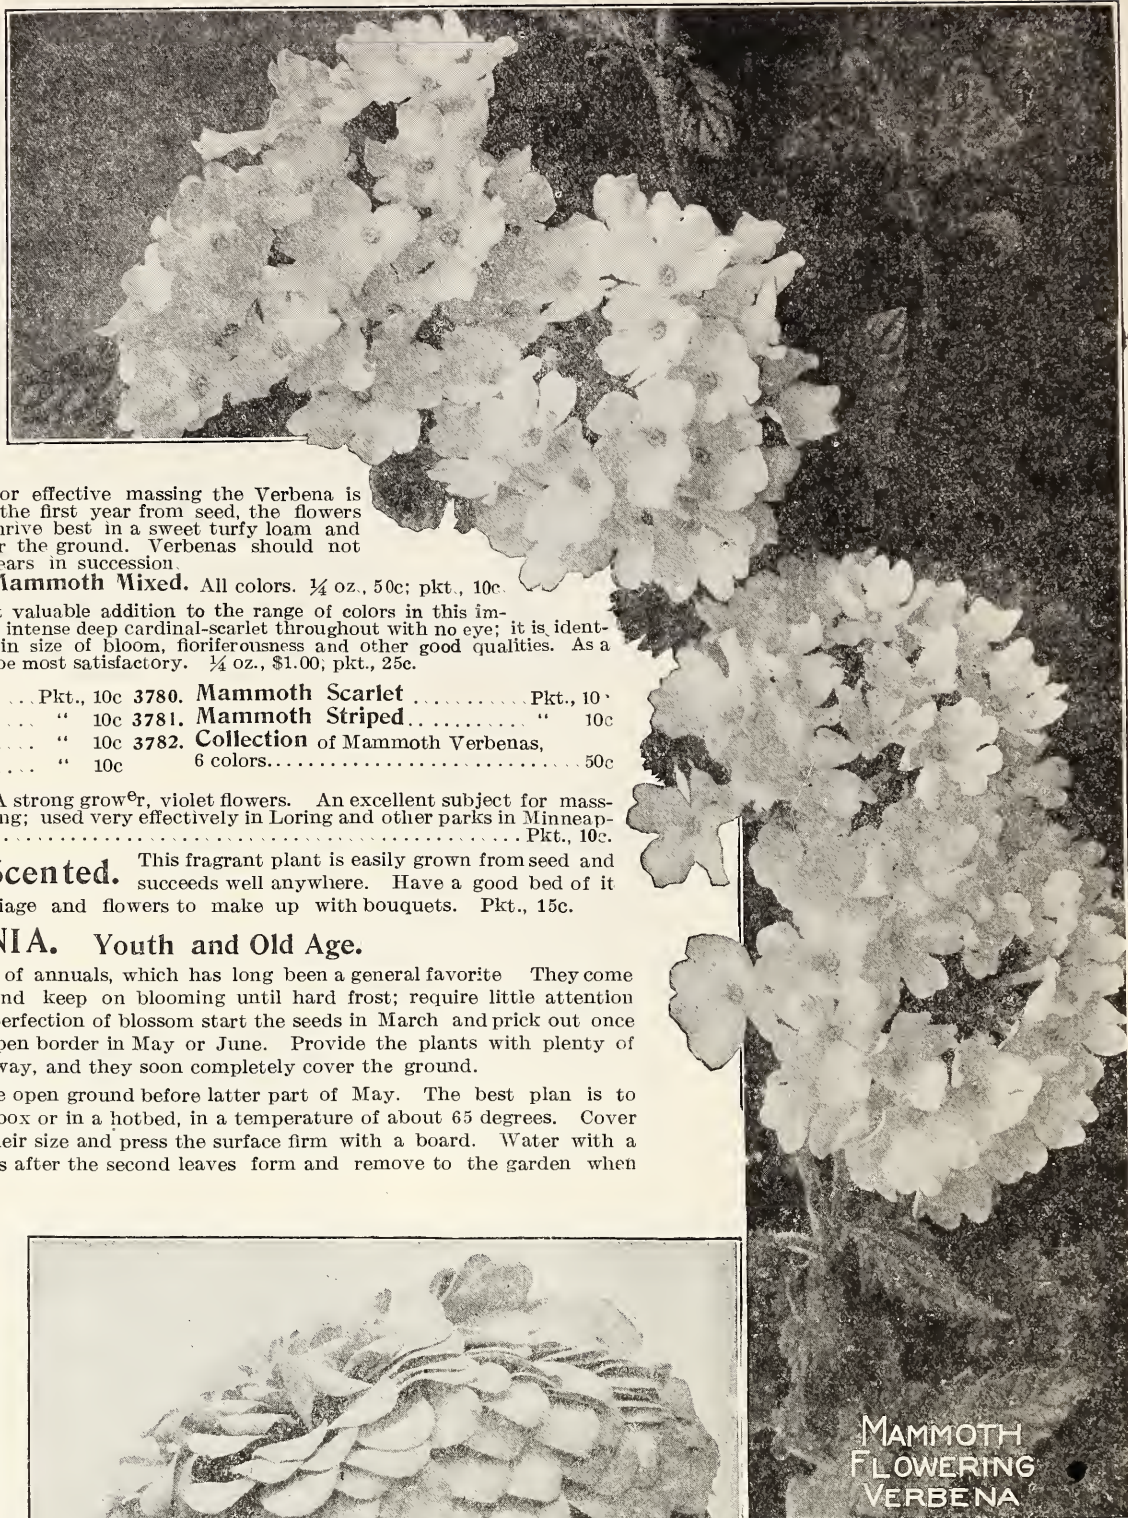 or effective massing the Verbena is
the first year from seed, the flowers
rive best in a sweet turfy loam and
the ground. Verbenas should not
ears in succession.
Mammoth Mixed. All colors. ¼ oz., 50c; pkt., 10c.
valuable addition to the range of colors in this im-
intense deep cardinal-scarlet throughout with no eye; it is ident-
in size of bloom, floriferousness and other good qualities. As a
be most satisfactory. ¼ oz., $1.00; pkt., 25c.
...Pkt., 10c 3780. Mammoth Scarlet ...........Pkt., 10
.... “ 10c 3781. Mammoth Striped........... “ 10c
.... “ 10c 3782. Collection of Mammoth Verbenas,
.... “ 10c 6 colors..............................50c
A strong grower, violet flowers. An excellent subject for mass-
ng; used very effectively in Loring and other parks in Minneap-
....................................................Pkt., 10c.
Scented. This fragrant plant is easily grown from seed and
succeeds well anywhere. Have a good bed of it
iage and flowers to make up with bouquets. Pkt., 15c.
NIA. Youth and Old Age.
of annuals, which has long been a general favorite They come
nd keep on blooming until hard frost; require little attention
erfection of blossom start the seeds in March and prick out once
pen border in May or June. Provide the plants with plenty of
way, and they soon completely cover the ground.
e open ground before latter part of May. The best plan is to
box or in a hotbed, in a temperature of about 65 degrees. Cover
eir size and press the surface firm with a board. Water with a
s after the second leaves form and remove to the garden when
MAMMOTH
FLOWERING
VERBENA